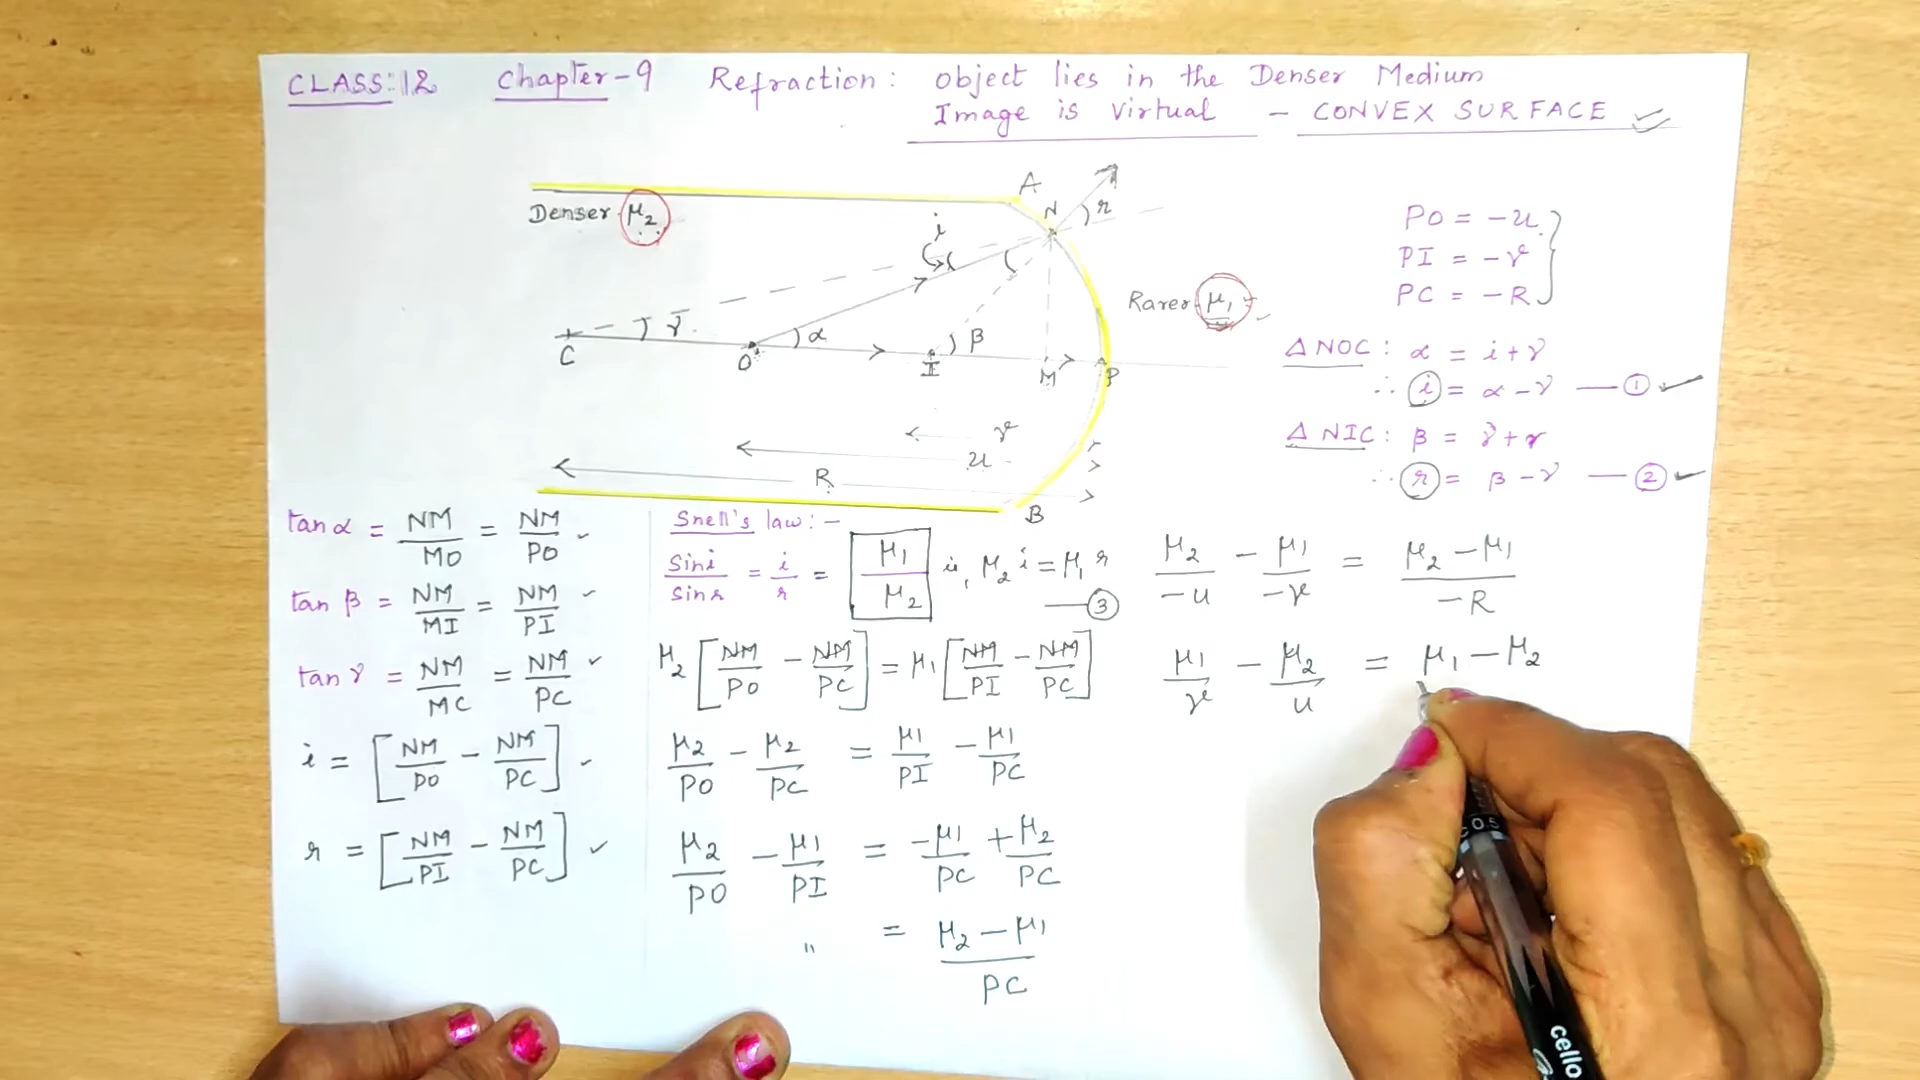 CLASS: 12 Chapter-9 Refraction: object lies in the Denser Medium
Image is virtual - CONVEX SURFACE
Denser μ₂
A
N
r
i
Rarer μ₁
C
γ
O
α
I
β
M
P
v
u
R
B
PO = -u
PI = -v
PC = -R
Δ NOC: α = i+γ
∴ i = α-γ — ①
Δ NIC: β = γ+r
∴ r = β-γ — ②
tan α = NM/MO = NM/PO
tan β = NM/MI = NM/PI
tan γ = NM/MC = NM/PC
i = [NM/PO - NM/PC]
r = [NM/PI - NM/PC]
Snell's law:-
Sin i/Sin r = i/r = μ₁/μ₂ ie, μ₂ i = μ₁ r
— ③
μ₂ [NM/PO - NM/PC] = μ₁ [NM/PI - NM/PC]
μ₂/PO - μ₂/PC = μ₁/PI - μ₁/PC
μ₂/PO - μ₁/PI = -μ₁/PC + μ₂/PC
" = μ₂-μ₁/PC
μ₂/-u - μ₁/-v = μ₂-μ₁/-R
μ₁/v - μ₂/u = μ₁-μ₂
0.5
cello